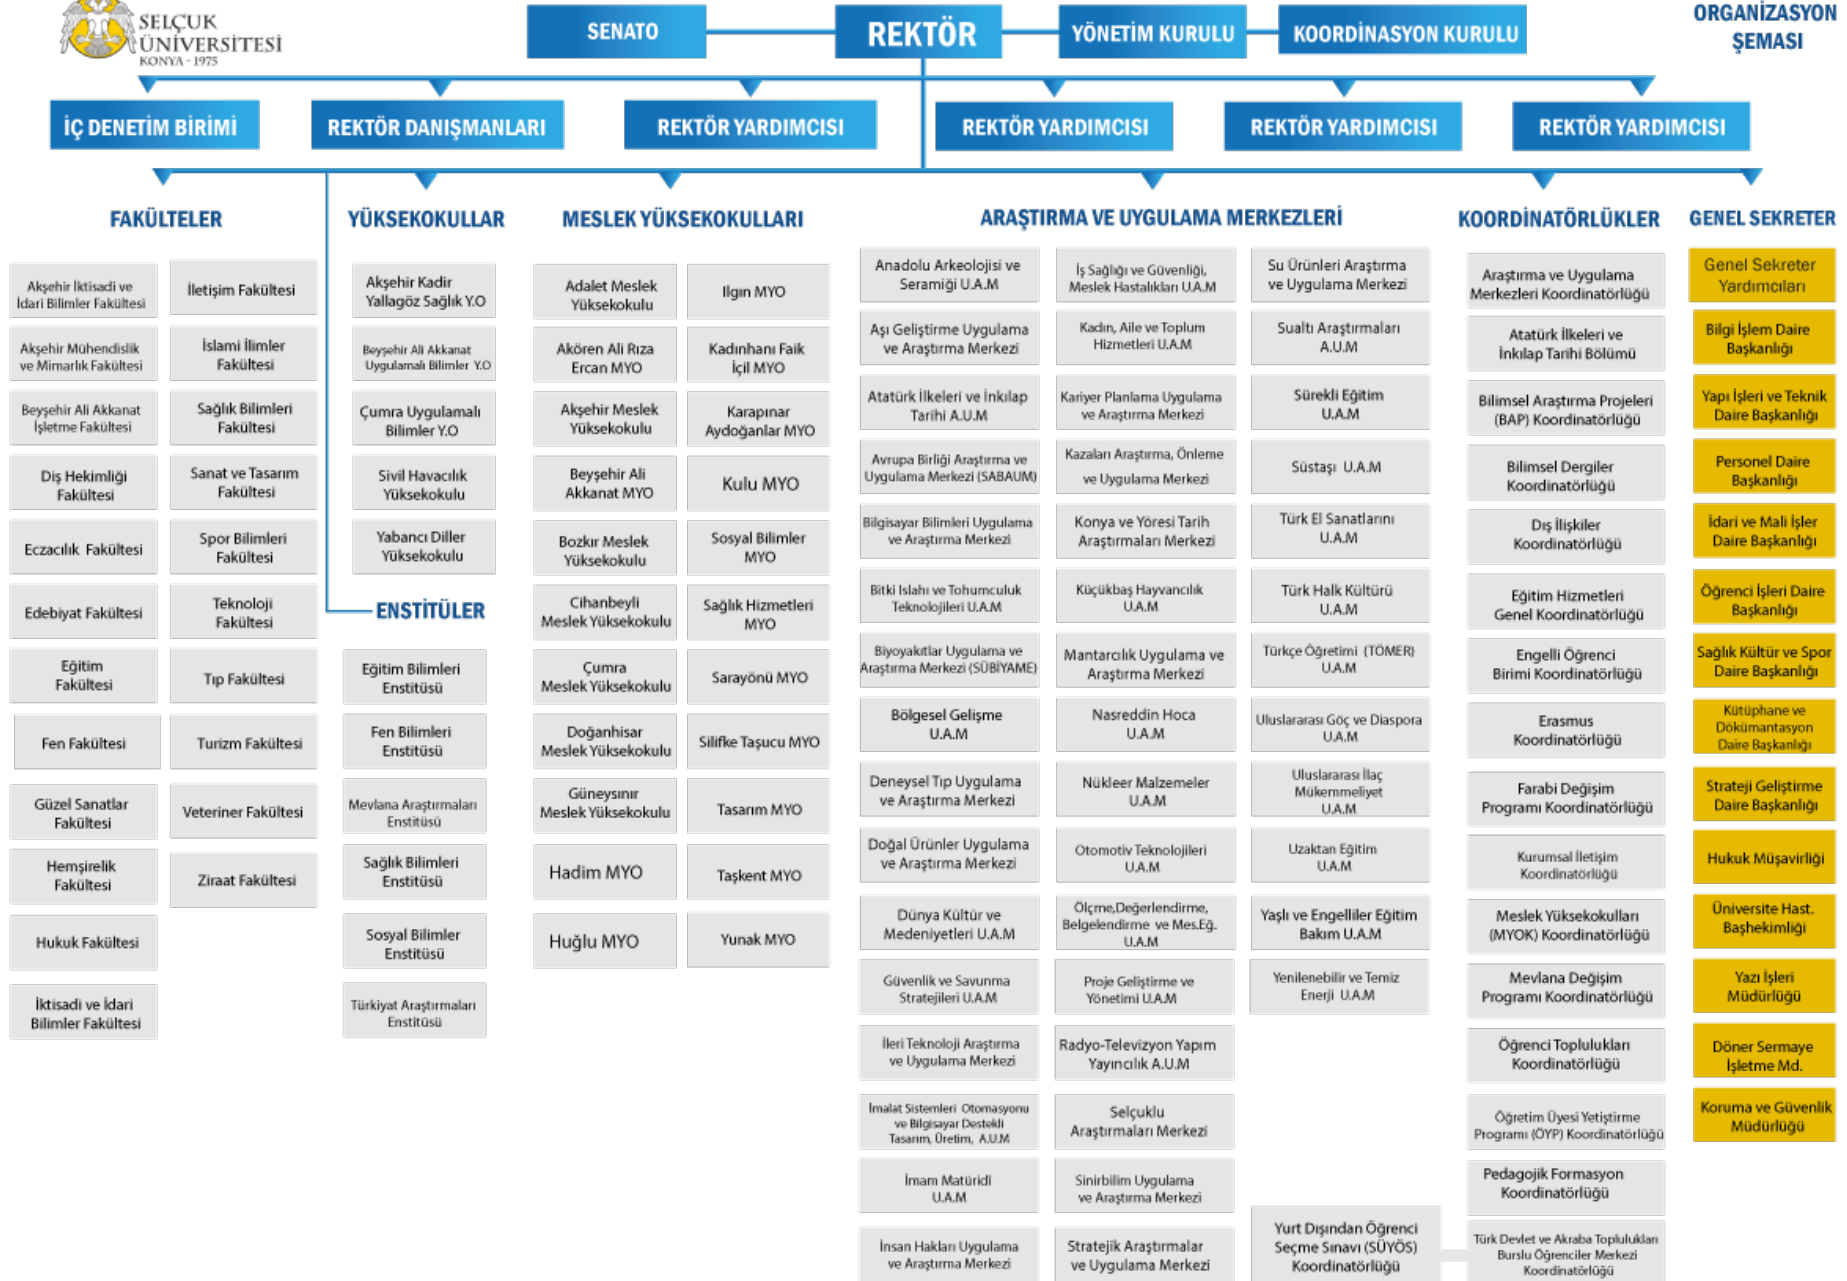 SELÇUK
ÜNİVERSİTESİ
KONYA - 1975
SENATO
REKTÖR
YÖNETİM KURULU
KOORDİNASYON KURULU
ORGANİZASYON
ŞEMASI
İÇ DENETİM BİRİMİ
REKTÖR DANIŞMANLARI
REKTÖR YARDIMCISI
REKTÖR YARDIMCISI
REKTÖR YARDIMCISI
REKTÖR YARDIMCISI
FAKÜLTELER
Akşehir İktisadi ve
İdari Bilimler Fakültesi
Akşehir Mühendislik
ve Mimarlık Fakültesi
Beyşehir Ali Akkanat
İşletme Fakültesi
Diş Hekimliği
Fakültesi
Eczacılık Fakültesi
Edebiyat Fakültesi
Eğitim
Fakültesi
Fen Fakültesi
Güzel Sanatlar
Fakültesi
Hemşirelik
Fakültesi
Hukuk Fakültesi
İktisadi ve İdari
Bilimler Fakültesi
İletişim Fakültesi
İslami İlimler
Fakültesi
Sağlık Bilimleri
Fakültesi
Sanat ve Tasarım
Fakültesi
Spor Bilimleri
Fakültesi
Teknoloji
Fakültesi
Tıp Fakültesi
Turizm Fakültesi
Veteriner Fakültesi
Ziraat Fakültesi
YÜKSEKOKULLAR
Akşehir Kadir
Yallagöz Sağlık Y.O
Beyşehir Ali Akkanat
Uygulamalı Bilimler Y.O
Çumra Uygulamalı
Bilimler Y.O
Sivil Havacılık
Yüksekokulu
Yabancı Diller
Yüksekokulu
ENSTİTÜLER
Eğitim Bilimleri
Enstitüsü
Fen Bilimleri
Enstitüsü
Mevlana Araştırmaları
Enstitüsü
Sağlık Bilimleri
Enstitüsü
Sosyal Bilimler
Enstitüsü
Türkiyat Araştırmaları
Enstitüsü
MESLEK YÜKSEKOKULLARI
Adalet Meslek
Yüksekokulu
Akören Ali Rıza
Ercan MYO
Akşehir Meslek
Yüksekokulu
Beyşehir Ali
Akkanat MYO
Bozkır Meslek
Yüksekokulu
Cihanbeyli
Meslek Yüksekokulu
Çumra
Meslek Yüksekokulu
Doğanhisar
Meslek Yüksekokulu
Güneysınır
Meslek Yüksekokulu
Hadim MYO
Huğlu MYO
Ilgın MYO
Kadınhanı Faik
İçil MYO
Karapınar
Aydoğanlar MYO
Kulu MYO
Sosyal Bilimler
MYO
Sağlık Hizmetleri
MYO
Sarayönü MYO
Silifke Taşucu MYO
Tasarım MYO
Taşkent MYO
Yunak MYO
ARAŞTIRMA VE UYGULAMA MERKEZLERİ
Anadolu Arkeolojisi ve
Seramiği U.A.M
Aşı Geliştirme Uygulama
ve Araştırma Merkezi
Atatürk İlkeleri ve İnkılap
Tarihi A.U.M
Avrupa Birliği Araştırma ve
Uygulama Merkezi (SABAUM)
Bilgisayar Bilimleri Uygulama
ve Araştırma Merkezi
Bitki Islahı ve Tohumculuk
Teknolojileri U.A.M
Biyoyakıtlar Uygulama ve
Araştırma Merkezi (SÜBİYAME)
Bölgesel Gelişme
U.A.M
Deneysel Tıp Uygulama
ve Araştırma Merkezi
Doğal Ürünler Uygulama
ve Araştırma Merkezi
Dünya Kültür ve
Medeniyetleri U.A.M
Güvenlik ve Savunma
Stratejileri U.A.M
İleri Teknoloji Araştırma
ve Uygulama Merkezi
İmalat Sistemleri Otomasyonu
ve Bilgisayar Destekli
Tasarım, Üretim, A.U.M
İmam Matüridi
U.A.M
İnsan Hakları Uygulama
ve Araştırma Merkezi
İş Sağlığı ve Güvenliği,
Meslek Hastalıkları U.A.M
Kadın, Aile ve Toplum
Hizmetleri U.A.M
Kariyer Planlama Uygulama
ve Araştırma Merkezi
Kazaları Araştırma, Önleme
ve Uygulama Merkezi
Konya ve Yöresi Tarih
Araştırmaları Merkezi
Küçükbaş Hayvancılık
U.A.M
Mantarcılık Uygulama ve
Araştırma Merkezi
Nasreddin Hoca
U.A.M
Nükleer Malzemeler
U.A.M
Otomotiv Teknolojileri
U.A.M
Ölçme,Değerlendirme,
Belgelendirme ve Mes.Eğ.
U.A.M
Proje Geliştirme ve
Yönetimi U.A.M
Radyo-Televizyon Yapım
Yayıncılık A.U.M
Selçuklu
Araştırmaları Merkezi
Sinirbilim Uygulama
ve Araştırma Merkezi
Stratejik Araştırmalar
ve Uygulama Merkezi
Su Ürünleri Araştırma
ve Uygulama Merkezi
Sualtı Araştırmaları
A.U.M
Sürekli Eğitim
U.A.M
Süstaşı U.A.M
Türk El Sanatlarını
U.A.M
Türk Halk Kültürü
U.A.M
Türkçe Öğretimi (TÖMER)
U.A.M
Uluslararası Göç ve Diaspora
U.A.M
Uluslararası İlaç
Mükemmeliyet
U.A.M
Uzaktan Eğitim
U.A.M
Yaşlı ve Engelliler Eğitim
Bakım U.A.M
Yenilenebilir ve Temiz
Enerji U.A.M
Yurt Dışından Öğrenci
Seçme Sınavı (SÜYÖS)
Koordinatörlüğü
KOORDİNATÖRLÜKLER
Araştırma ve Uygulama
Merkezleri Koordinatörlüğü
Atatürk İlkeleri ve
İnkılap Tarihi Bölümü
Bilimsel Araştırma Projeleri
(BAP) Koordinatörlüğü
Bilimsel Dergiler
Koordinatörlüğü
Dış İlişkiler
Koordinatörlüğü
Eğitim Hizmetleri
Genel Koordinatörlüğü
Engelli Öğrenci
Birimi Koordinatörlüğü
Erasmus
Koordinatörlüğü
Farabi Değişim
Programı Koordinatörlüğü
Kurumsal İletişim
Koordinatörlüğü
Meslek Yüksekokulları
(MYOK) Koordinatörlüğü
Mevlana Değişim
Programı Koordinatörlüğü
Öğrenci Toplulukları
Koordinatörlüğü
Öğretim Üyesi Yetiştirme
Programı (ÖYP) Koordinatörlüğü
Pedagojik Formasyon
Koordinatörlüğü
Türk Devlet ve Akraba Toplulukları
Burslu Öğrenciler Merkezi
Koordinatörlüğü
GENEL SEKRETER
Genel Sekreter
Yardımcıları
Bilgi İşlem Daire
Başkanlığı
Yapı İşleri ve Teknik
Daire Başkanlığı
Personel Daire
Başkanlığı
İdari ve Mali İşler
Daire Başkanlığı
Öğrenci İşleri Daire
Başkanlığı
Sağlık Kültür ve Spor
Daire Başkanlığı
Kütüphane ve
Dökümantasyon
Daire Başkanlığı
Strateji Geliştirme
Daire Başkanlığı
Hukuk Müşavirliği
Üniversite Hast.
Başhekimliği
Yazı İşleri
Müdürlüğü
Döner Sermaye
İşletme Md.
Koruma ve Güvenlik
Müdürlüğü